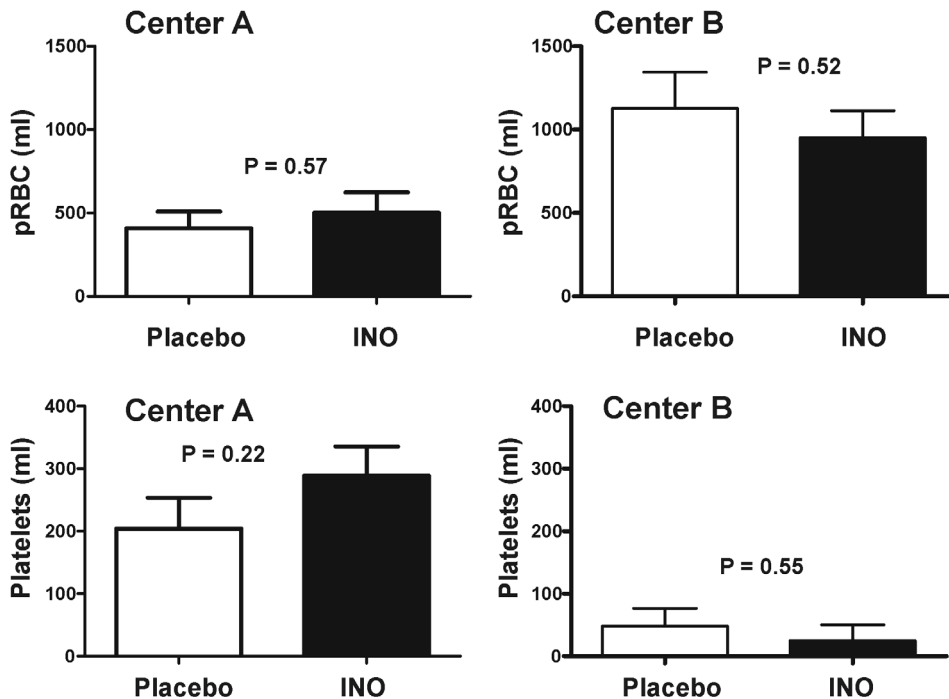 Center A
pRBC (ml)
1500
1000
500
0
P = 0.57
Placebo INO
Center B
pRBC (ml)
1500
1000
500
0
P = 0.52
Placebo INO
Center A
Platelets (ml)
400
300
200
100
0
P = 0.22
Placebo INO
Center B
Platelets (ml)
400
300
200
100
0
P = 0.55
Placebo INO